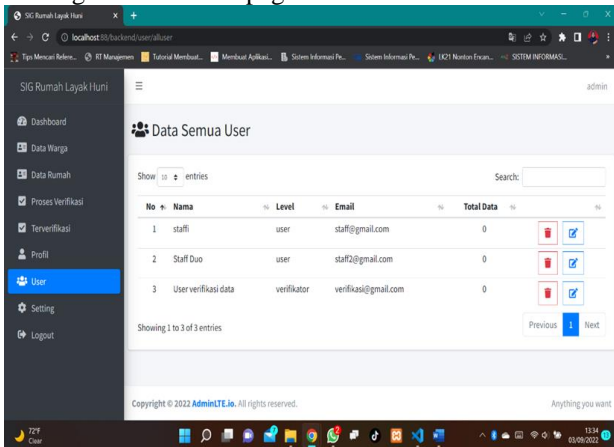 SIG Rumah Layak Huni
localhost:88/backend/user/alluser
Tips Mencari Refere... RT Manajemen Tutorial Membuat... Membuat Aplikasi... Sistem Informasi Pe... Sistem Informasi Pe... LK21 Nonton Encan... SISTEM INFORMASI...
SIG Rumah Layak Huni
admin
Dashboard
Data Warga
Data Rumah
Proses Verifikasi
Terverifikasi
Profil
User
Setting
Logout
Data Semua User
Show 10 entries
Search:
No Nama Level Email Total Data
1 staffi user staff@gmail.com 0
2 Staff Duo user staff2@gmail.com 0
3 User verifikasi data verifikator verifikasi@gmail.com 0
Showing 1 to 3 of 3 entries
Previous 1 Next
Copyright © 2022 AdminLTE.io. All rights reserved.
Anything you want
72°F
Clear
13:34
03/09/2022